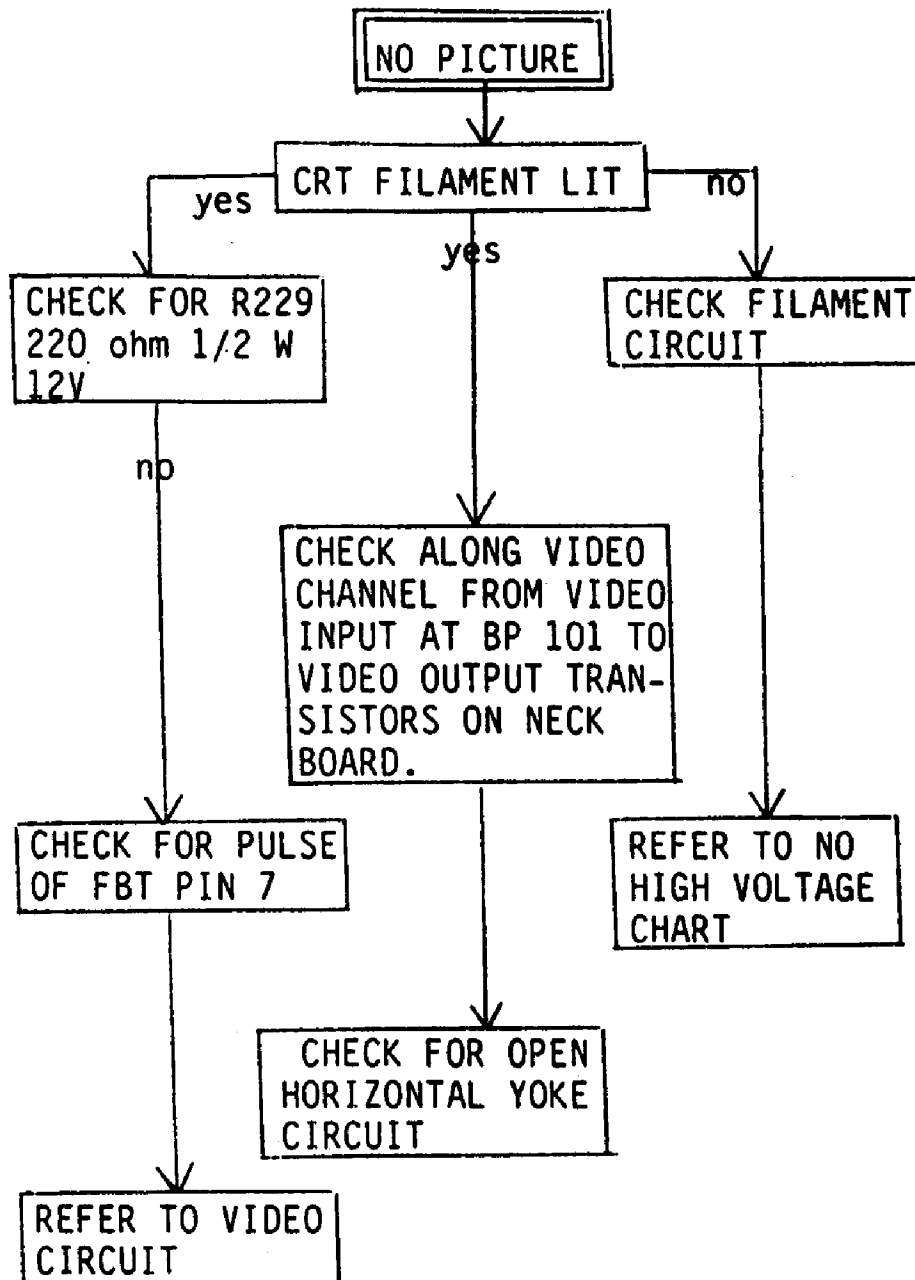 NO PICTURE
CRT FILAMENT LIT
yes
yes
no
CHECK FOR R229
220 ohm 1/2 W
12V
CHECK FILAMENT
CIRCUIT
no
CHECK ALONG VIDEO
CHANNEL FROM VIDEO
INPUT AT BP 101 TO
VIDEO OUTPUT TRAN-
SISTORS ON NECK
BOARD.
CHECK FOR PULSE
OF FBT PIN 7
REFER TO NO
HIGH VOLTAGE
CHART
CHECK FOR OPEN
HORIZONTAL YOKE
CIRCUIT
REFER TO VIDEO
CIRCUIT